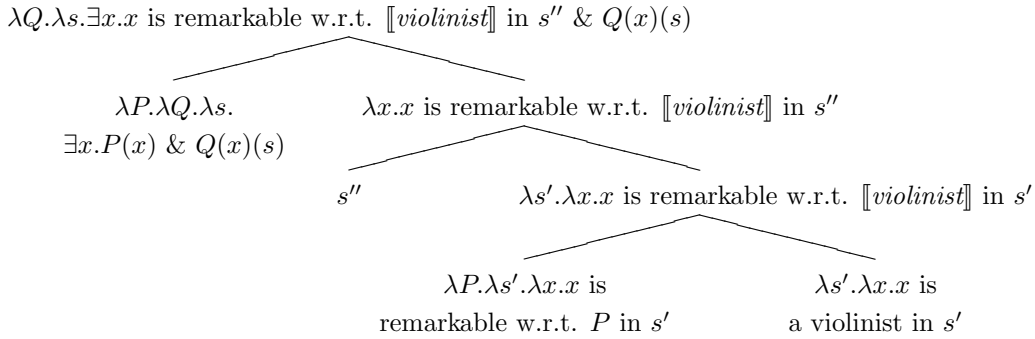 λQ.λs.∃x.x is remarkable w.r.t. ⟦violinist⟧ in s′′ & Q(x)(s)
λP.λQ.λs.
∃x.P(x) & Q(x)(s)
λx.x is remarkable w.r.t. ⟦violinist⟧ in s′′
s′′
λs′.λx.x is remarkable w.r.t. ⟦violinist⟧ in s′
λP.λs′.λx.x is
remarkable w.r.t. P in s′
λs′.λx.x is
a violinist in s′